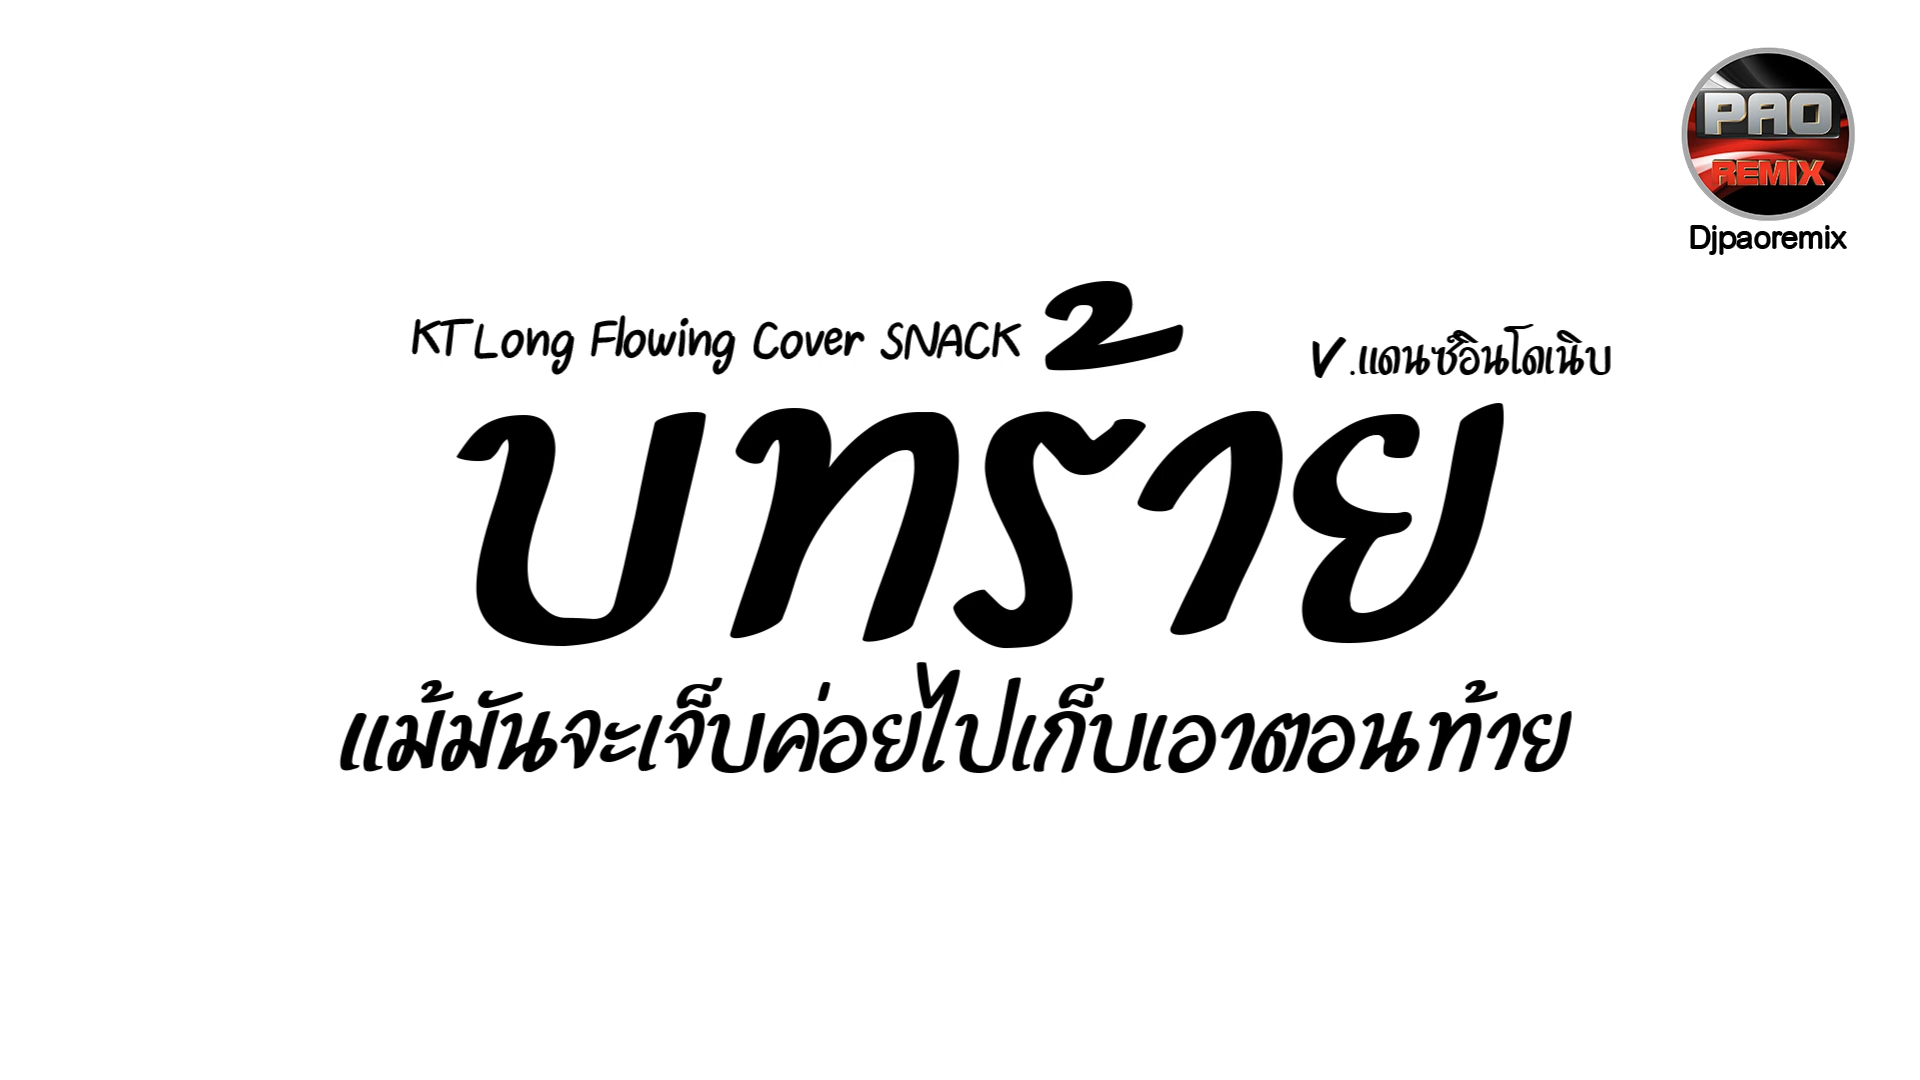 PAO
REMIX
Djpaoremix
KT Long Flowing Cover SNACK
V.แดนซ์อินโดเนิบ
บทร้าย
แม้มันจะเจ็บค่อยไปเก็บเอาตอนท้าย